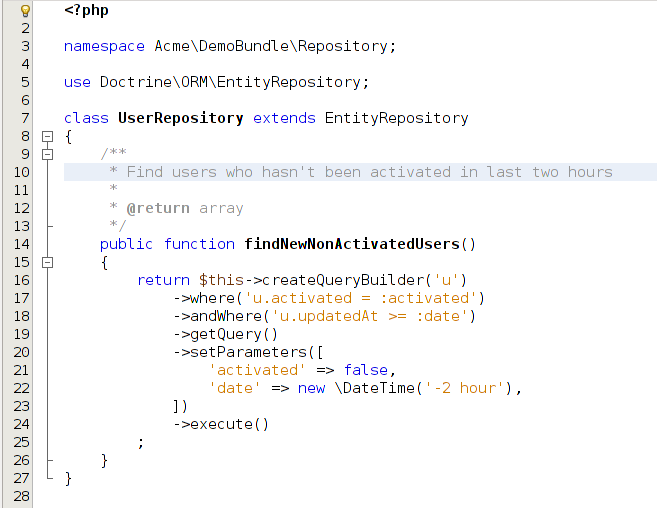 <?php
2
3 namespace Acme\DemoBundle\Repository;
4
5 use Doctrine\ORM\EntityRepository;
6
7 class UserRepository extends EntityRepository
8 {
9 /**
10 * Find users who hasn't been activated in last two hours
11 *
12 * @return array
13 */
14 public function findNewNonActivatedUsers()
15 {
16 return $this->createQueryBuilder('u')
17 ->where('u.activated = :activated')
18 ->andWhere('u.updatedAt >= :date')
19 ->getQuery()
20 ->setParameters([
21 'activated' => false,
22 'date' => new \DateTime('-2 hour'),
23 ])
24 ->execute()
25 ;
26 }
27 }
28